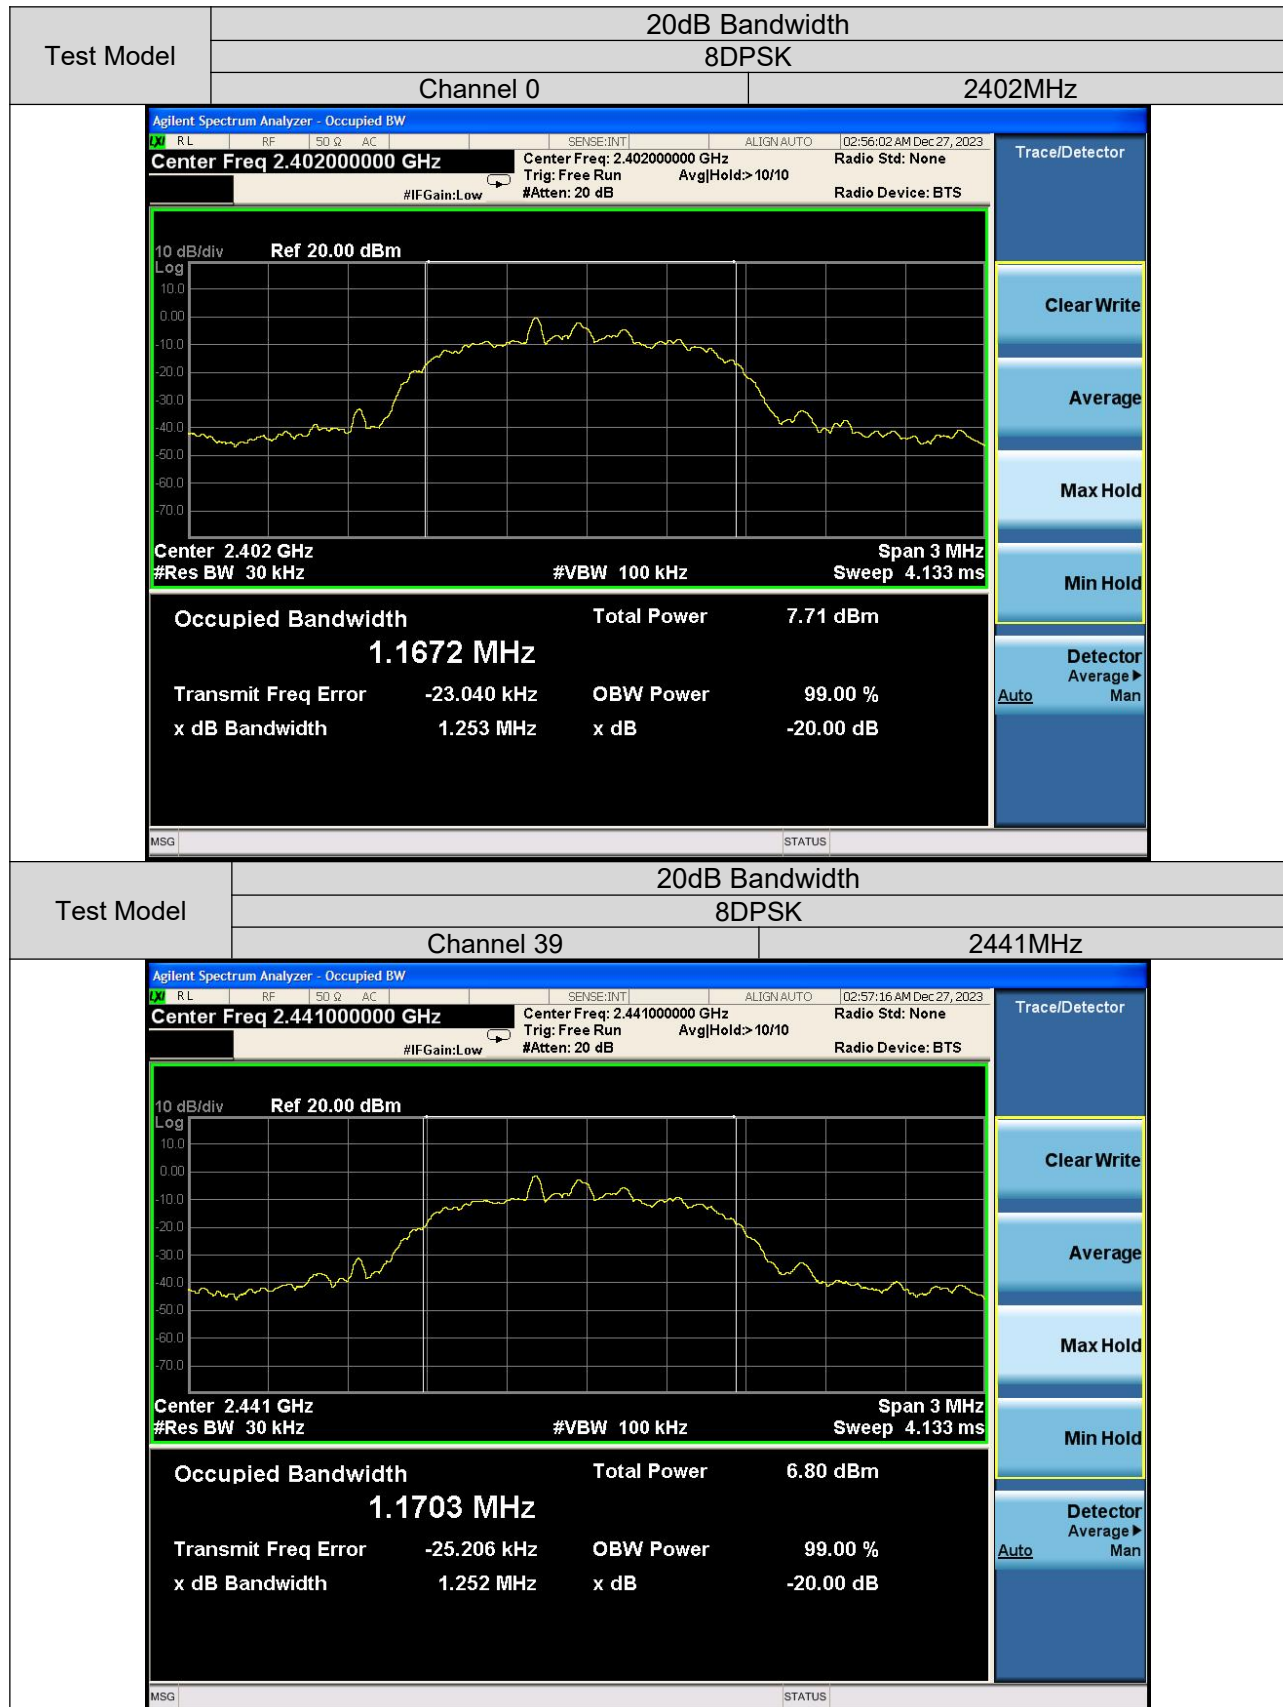 Test Model
20dB Bandwidth
8DPSK
Channel 0 2402MHz
Agilent Spectrum Analyzer - Occupied BW
LXI RL RF 50 Ω AC SENSE:INT ALIGN AUTO 02:56:02 AM Dec 27, 2023
Center Freq 2.402000000 GHz Center Freq: 2.402000000 GHz Radio Std: None
Trig: Free Run Avg|Hold:>10/10
#IFGain:Low #Atten: 20 dB Radio Device: BTS
Trace/Detector
10 dB/div Ref 20.00 dBm
Log
10.0
0.00
-10.0
-20.0
-30.0
-40.0
-50.0
-60.0
-70.0
Center 2.402 GHz Span 3 MHz
#Res BW 30 kHz #VBW 100 kHz Sweep 4.133 ms
Occupied Bandwidth Total Power 7.71 dBm
1.1672 MHz
Transmit Freq Error -23.040 kHz OBW Power 99.00 %
x dB Bandwidth 1.253 MHz x dB -20.00 dB
Clear Write
Average
Max Hold
Min Hold
Detector
Average▶
Auto Man
MSG STATUS
Test Model
20dB Bandwidth
8DPSK
Channel 39 2441MHz
Agilent Spectrum Analyzer - Occupied BW
LXI RL RF 50 Ω AC SENSE:INT ALIGN AUTO 02:57:16 AM Dec 27, 2023
Center Freq 2.441000000 GHz Center Freq: 2.441000000 GHz Radio Std: None
Trig: Free Run Avg|Hold:>10/10
#IFGain:Low #Atten: 20 dB Radio Device: BTS
Trace/Detector
10 dB/div Ref 20.00 dBm
Log
10.0
0.00
-10.0
-20.0
-30.0
-40.0
-50.0
-60.0
-70.0
Center 2.441 GHz Span 3 MHz
#Res BW 30 kHz #VBW 100 kHz Sweep 4.133 ms
Occupied Bandwidth Total Power 6.80 dBm
1.1703 MHz
Transmit Freq Error -25.206 kHz OBW Power 99.00 %
x dB Bandwidth 1.252 MHz x dB -20.00 dB
Clear Write
Average
Max Hold
Min Hold
Detector
Average▶
Auto Man
MSG STATUS